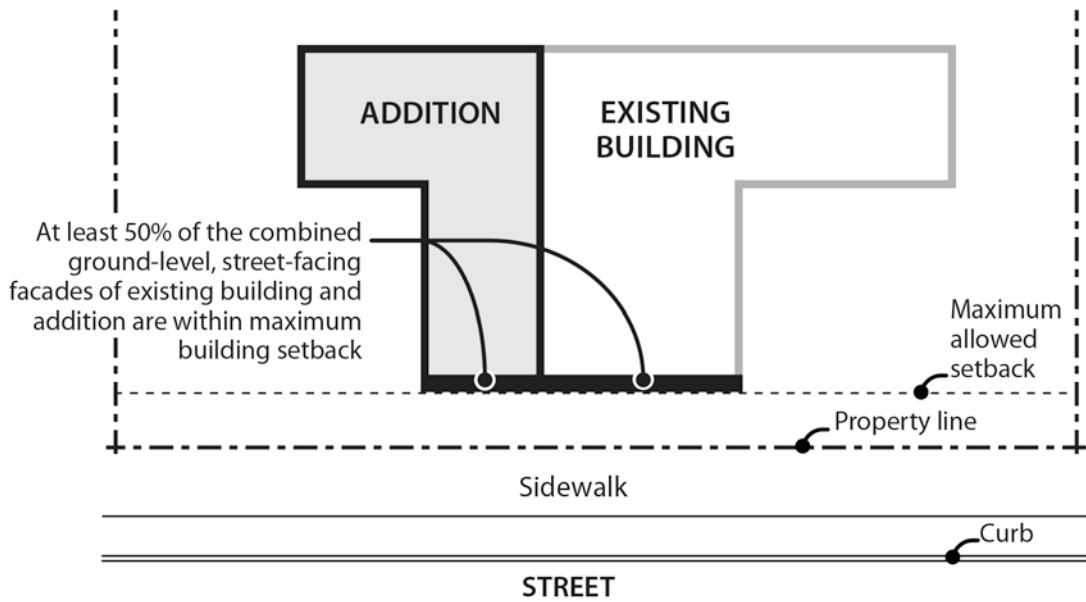 ADDITION
EXISTING
BUILDING
At least 50% of the combined
ground-level, street-facing
facades of existing building and
addition are within maximum
building setback
Maximum
allowed
setback
Property line
Sidewalk
Curb
STREET